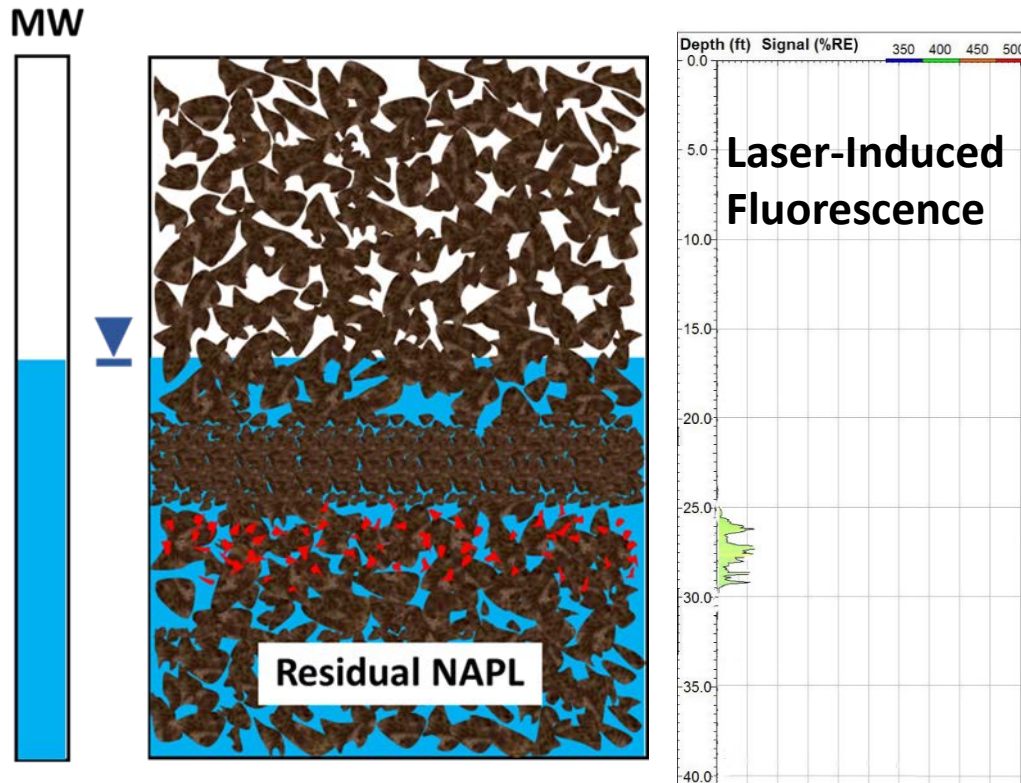 MW
Depth (ft) Signal (%RE) 350 400 450 500
0.0
5.0
Laser-Induced
Fluorescence
10.0
15.0
20.0
25.0
30.0
Residual NAPL
35.0
40.0